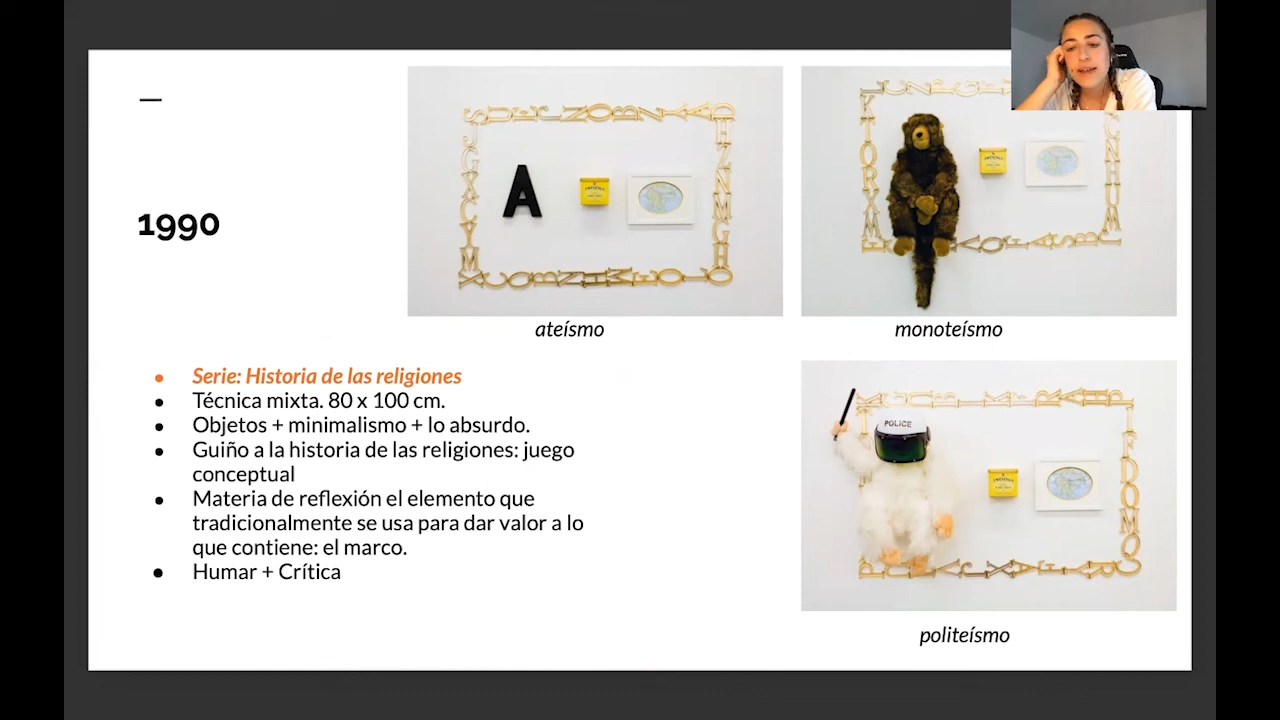 1990
ateísmo
monoteísmo
• Serie: Historia de las religiones
• Técnica mixta. 80 x 100 cm.
• Objetos + minimalismo + lo absurdo.
• Guiño a la historia de las religiones: juego
conceptual
• Materia de reflexión el elemento que
tradicionalmente se usa para dar valor a lo
que contiene: el marco.
• Humar + Crítica
politeísmo
A
POLICE